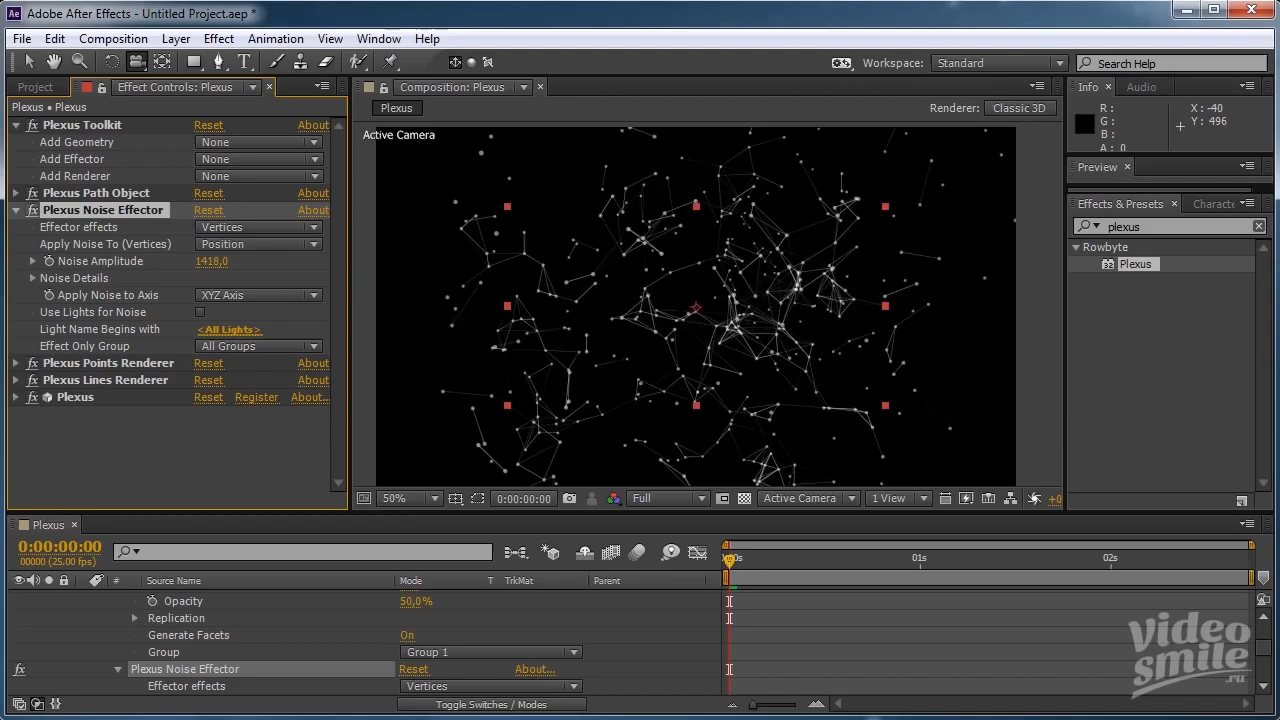 Adobe After Effects - Untitled Project.aep *
File Edit Composition Layer Effect Animation View Window Help
Workspace: Standard Search Help
Project Effect Controls: Plexus Composition: Plexus Info Audio
Plexus • Plexus
Plexus Renderer: Classic 3D
R : X : -40
G : Y : 496
B :
A : 0
Active Camera
Plexus Toolkit Reset About
Add Geometry None
Add Effector None
Add Renderer None
Preview
Plexus Path Object Reset About
Plexus Noise Effector Reset About
Effects & Presets Characte
Effector effects Vertices
plexus
Apply Noise To (Vertices) Position
Rowbyte
Noise Amplitude 1418,0
32 Plexus
Noise Details
Apply Noise to Axis XYZ Axis
Use Lights for Noise
Light Name Begins with <All Lights>
Effect Only Group All Groups
Plexus Points Renderer Reset About
Plexus Lines Renderer Reset About
Plexus Reset Register About...
50% 0:00:00:00 Full Active Camera 1 View +0
Plexus
0:00:00:00
00000 (25.00 fps)
00s 01s 02s
# Source Name Mode T TrkMat Parent
Opacity 50,0%
Replication
Generate Facets On
Group Group 1
Plexus Noise Effector Reset About...
Effector effects Vertices
Toggle Switches / Modes
video
smile
.ru